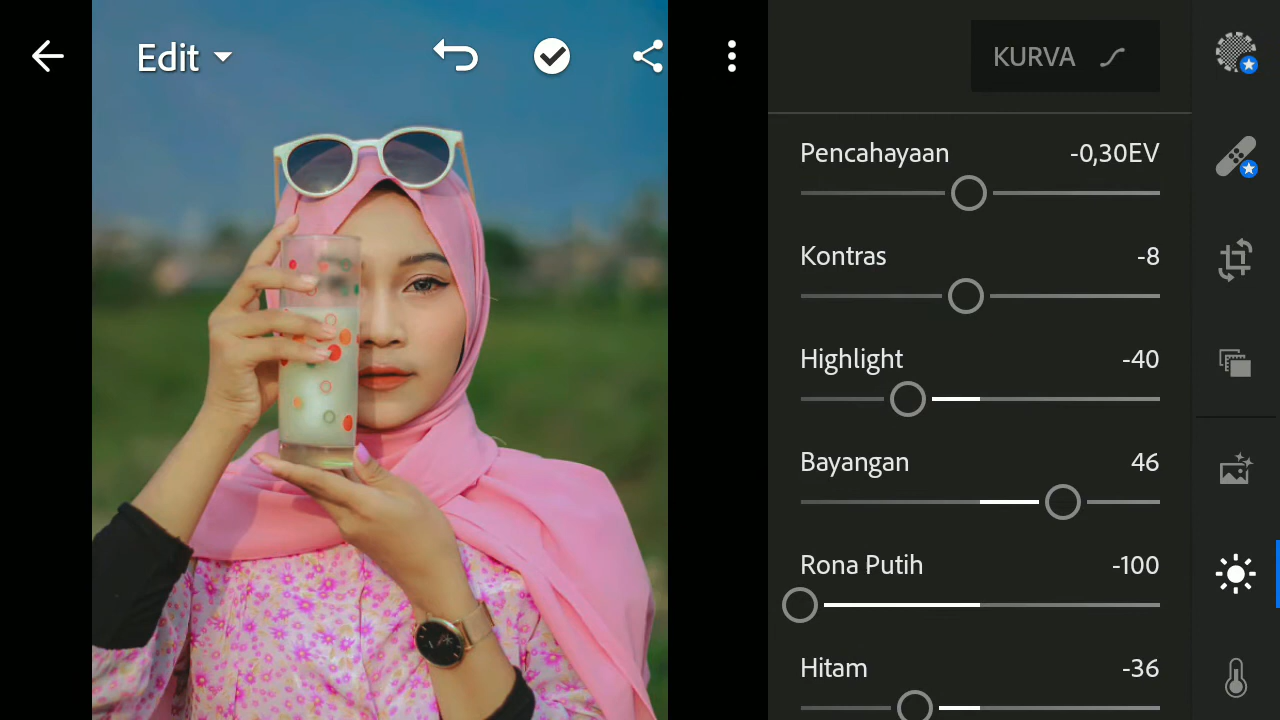 Edit
KURVA
Pencahayaan -0,30EV
Kontras -8
Highlight -40
Bayangan 46
Rona Putih -100
Hitam -36